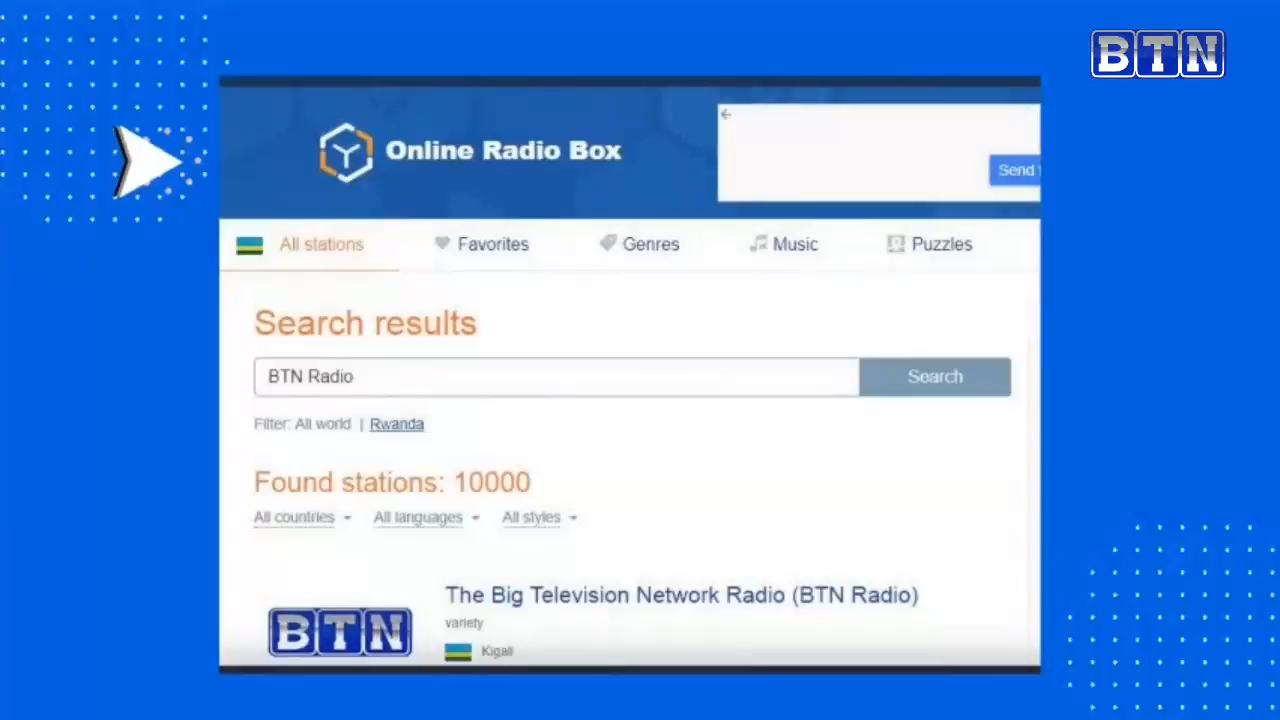 BTN
Online Radio Box
Send
All stations
Favorites
Genres
Music
Puzzles
Search results
BTN Radio
Search
Filter: All world | Rwanda
Found stations: 10000
All countries
All languages
All styles
The Big Television Network Radio (BTN Radio)
variety
BTN
Kigali